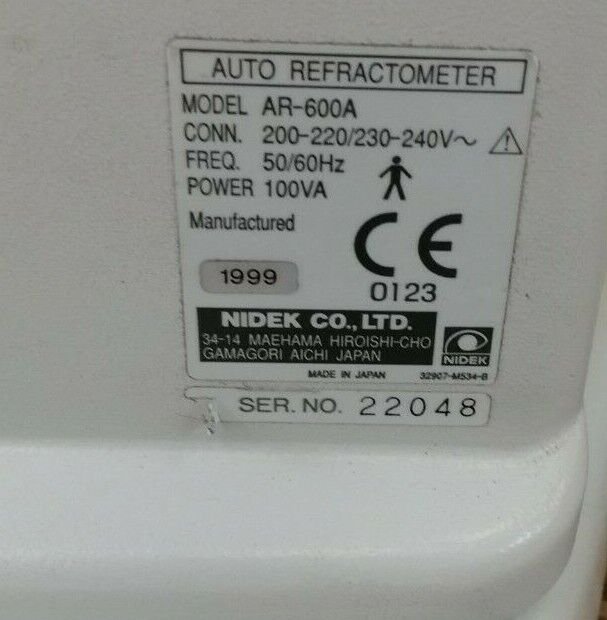 AUTO REFRACTOMETER
MODEL AR-600A
CONN. 200-220/230-240V~
FREQ. 50/60Hz
POWER 100VA
Manufactured
1999
CE
0123
NIDEK CO., LTD.
34-14 MAEHAMA HIROISHI-CHO
GAMAGORI AICHI JAPAN
NIDEK
MADE IN JAPAN 32907-M534-B
SER. NO. 22048